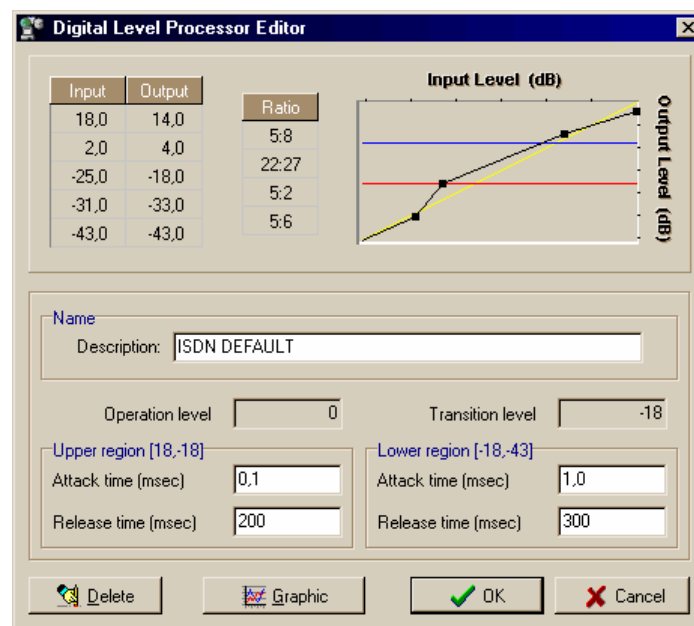 Digital Level Processor Editor
Input Output
18,0 14,0
2,0 4,0
-25,0 -18,0
-31,0 -33,0
-43,0 -43,0
Ratio
5:8
22:27
5:2
5:6
Input Level (dB)
Output Level (dB)
Name
Description: ISDN DEFAULT
Operation level 0
Transition level -18
Upper region [18,-18]
Attack time (msec) 0,1
Release time (msec) 200
Lower region [-18,-43]
Attack time (msec) 1,0
Release time (msec) 300
Delete
Graphic
OK
Cancel